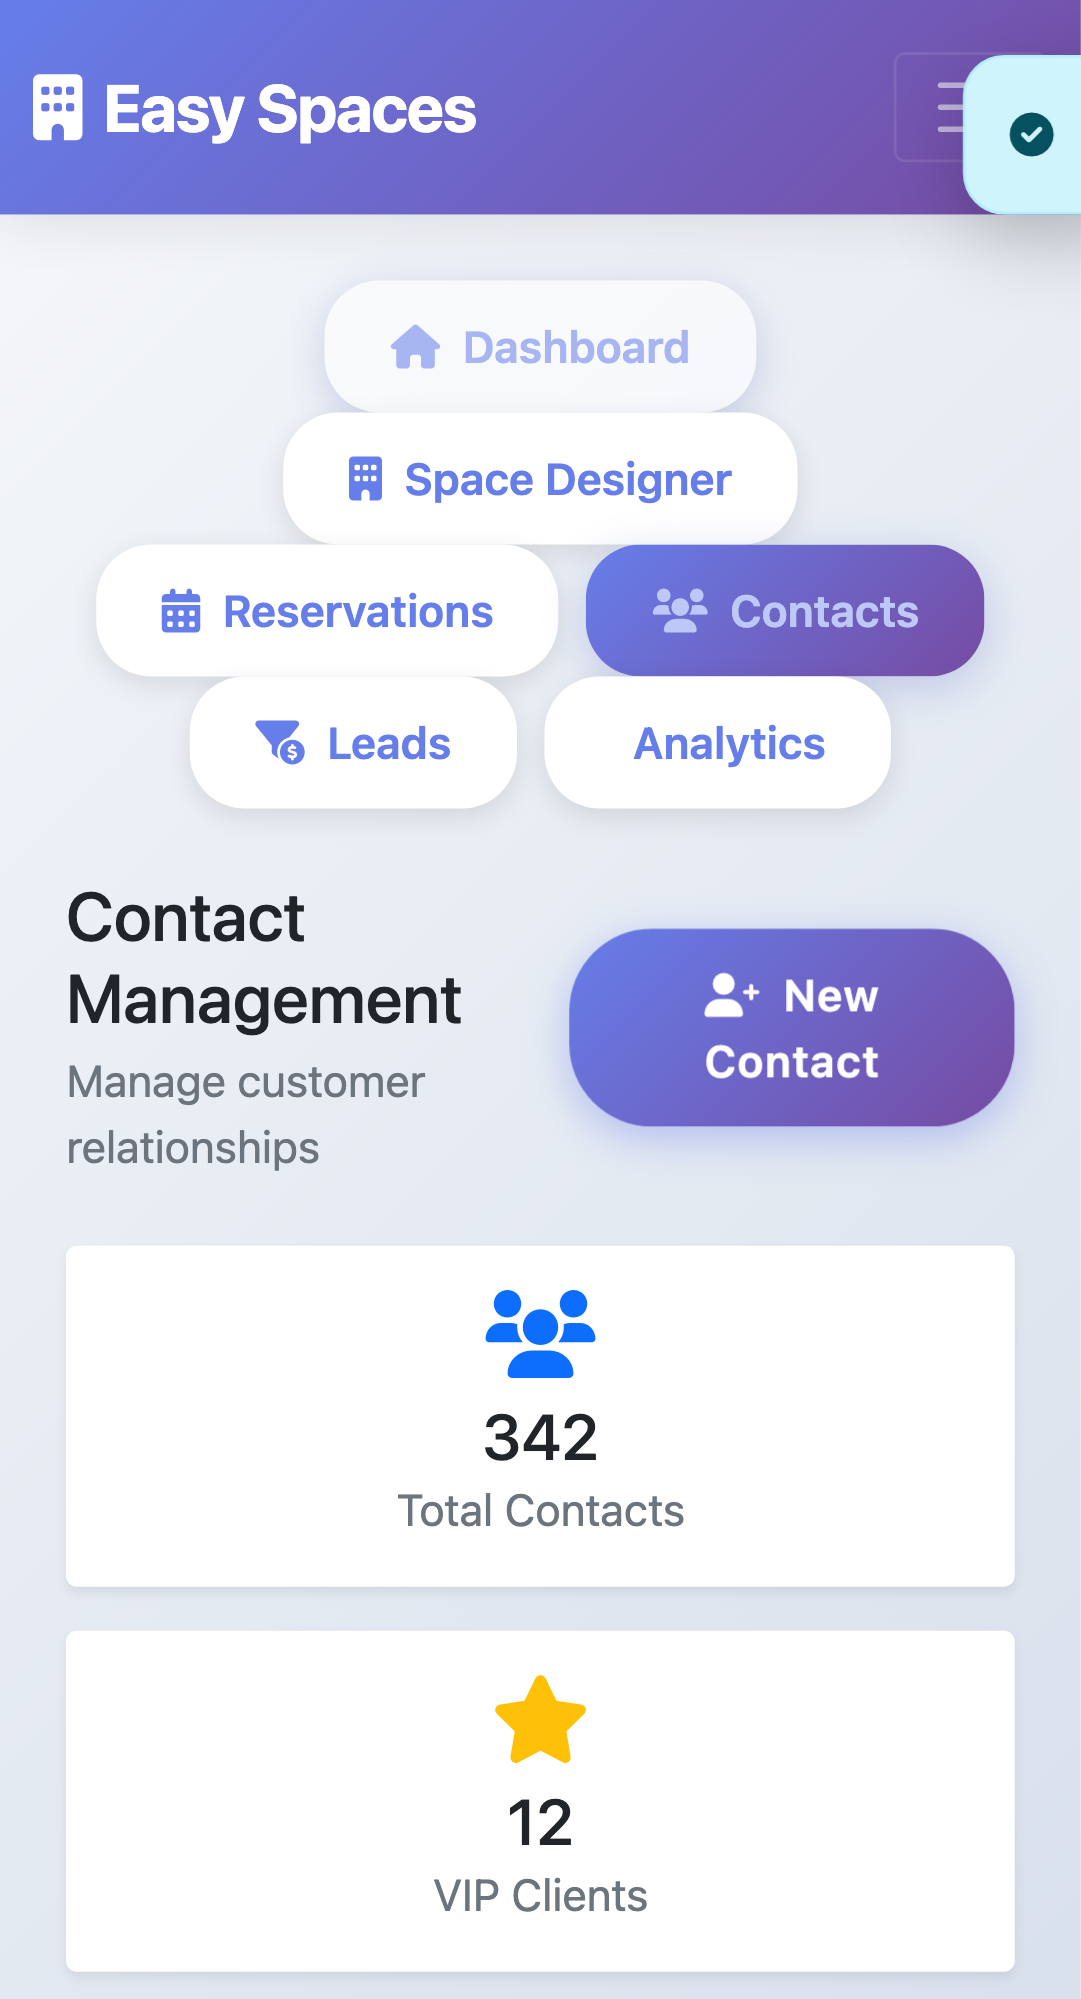 Easy Spaces
Dashboard
Space Designer
Reservations
Contacts
Leads
Analytics
Contact
Management
Manage customer
relationships
New
Contact
342
Total Contacts
12
VIP Clients